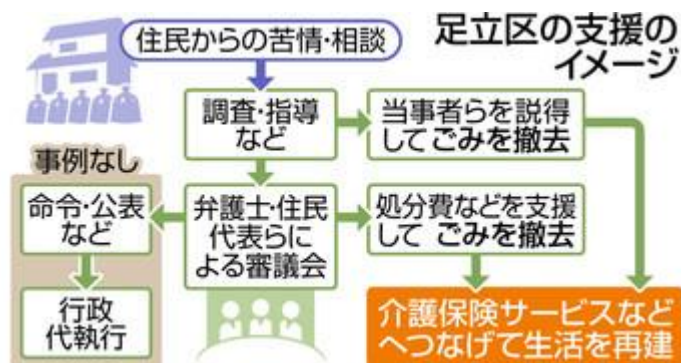 足立区の支援の
イメージ
住民からの苦情・相談
調査・指導
など
当事者らを説得
してごみを撤去
事例なし
命令・公表
など
弁護士・住民
代表らに
よる審議会
処分費などを支援
して ごみを撤去
行政
代執行
介護保険サービスなど
へつなげて生活を再建